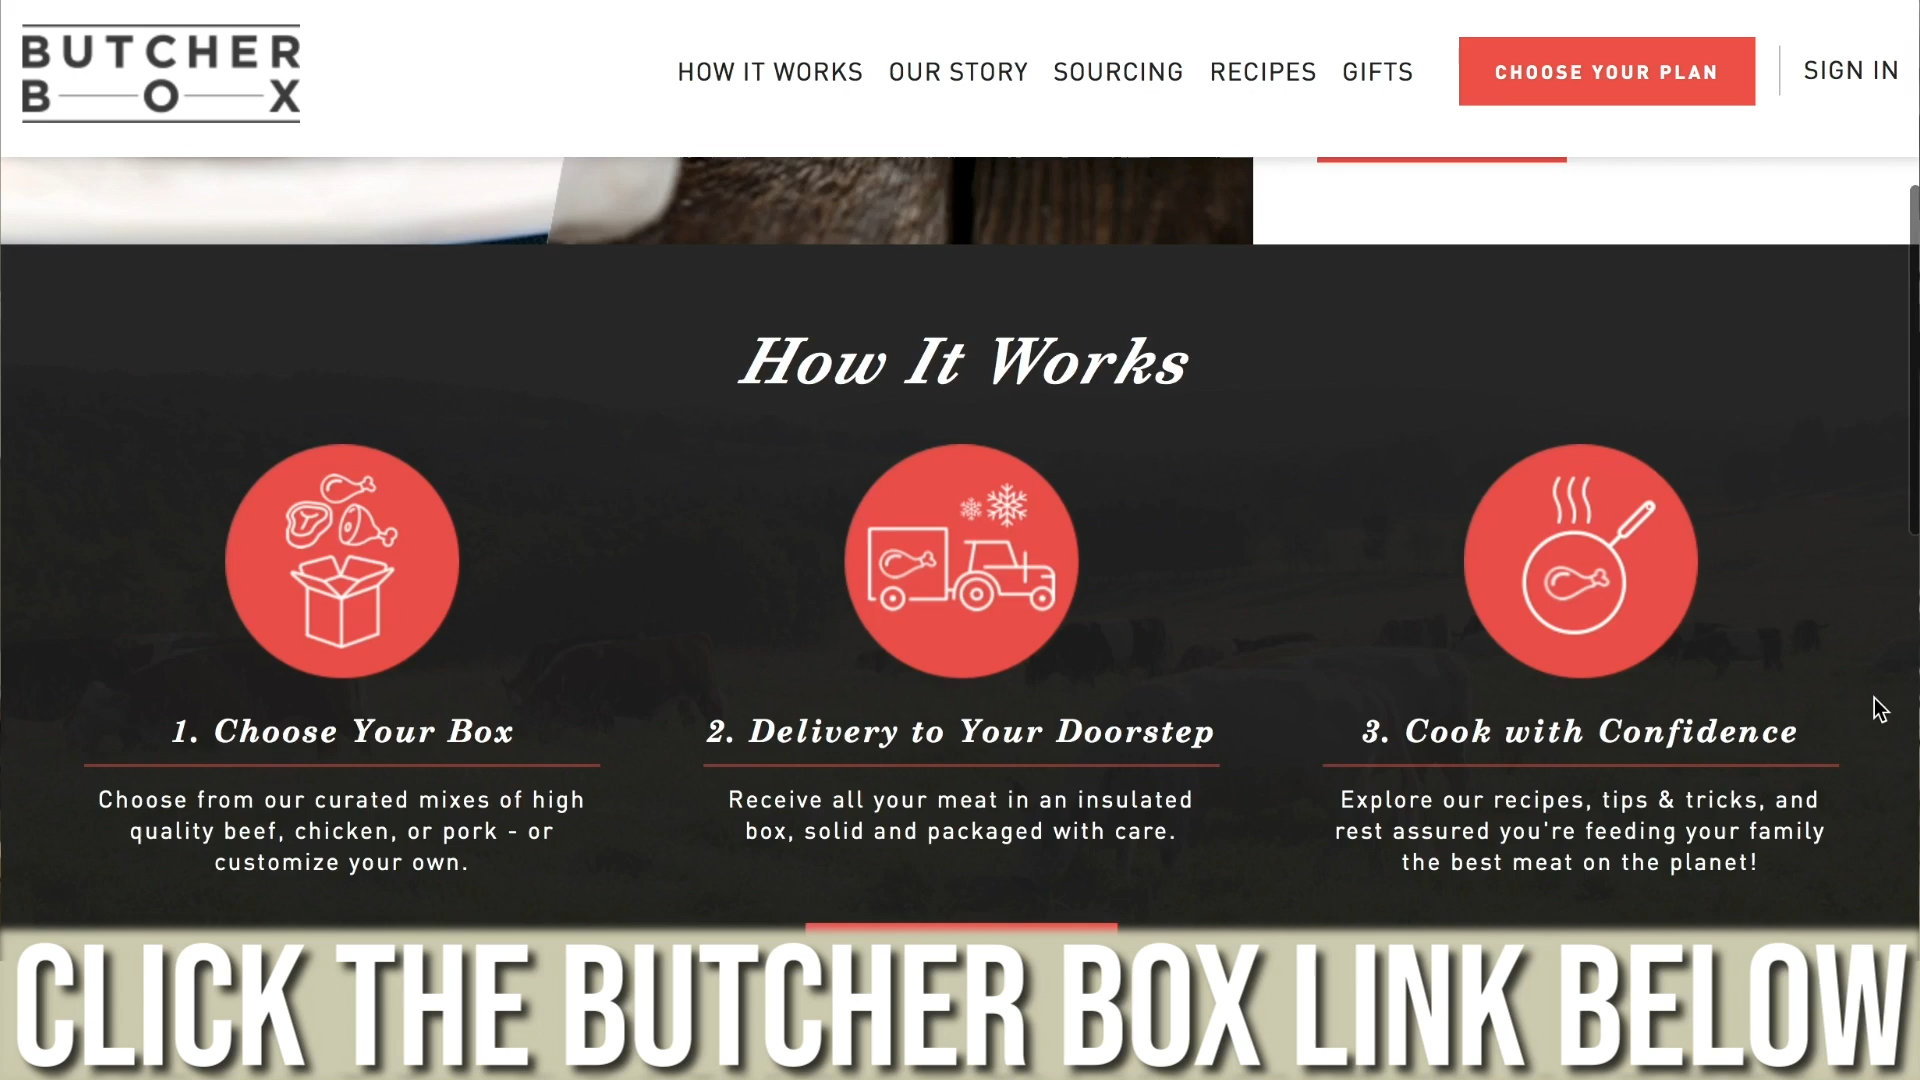 BUTCHER
BOX
HOW IT WORKS OUR STORY SOURCING RECIPES GIFTS CHOOSE YOUR PLAN SIGN IN
How It Works
1. Choose Your Box
Choose from our curated mixes of high
quality beef, chicken, or pork - or
customize your own.
2. Delivery to Your Doorstep
Receive all your meat in an insulated
box, solid and packaged with care.
3. Cook with Confidence
Explore our recipes, tips & tricks, and
rest assured you're feeding your family
the best meat on the planet!
CLICK THE BUTCHER BOX LINK BELOW